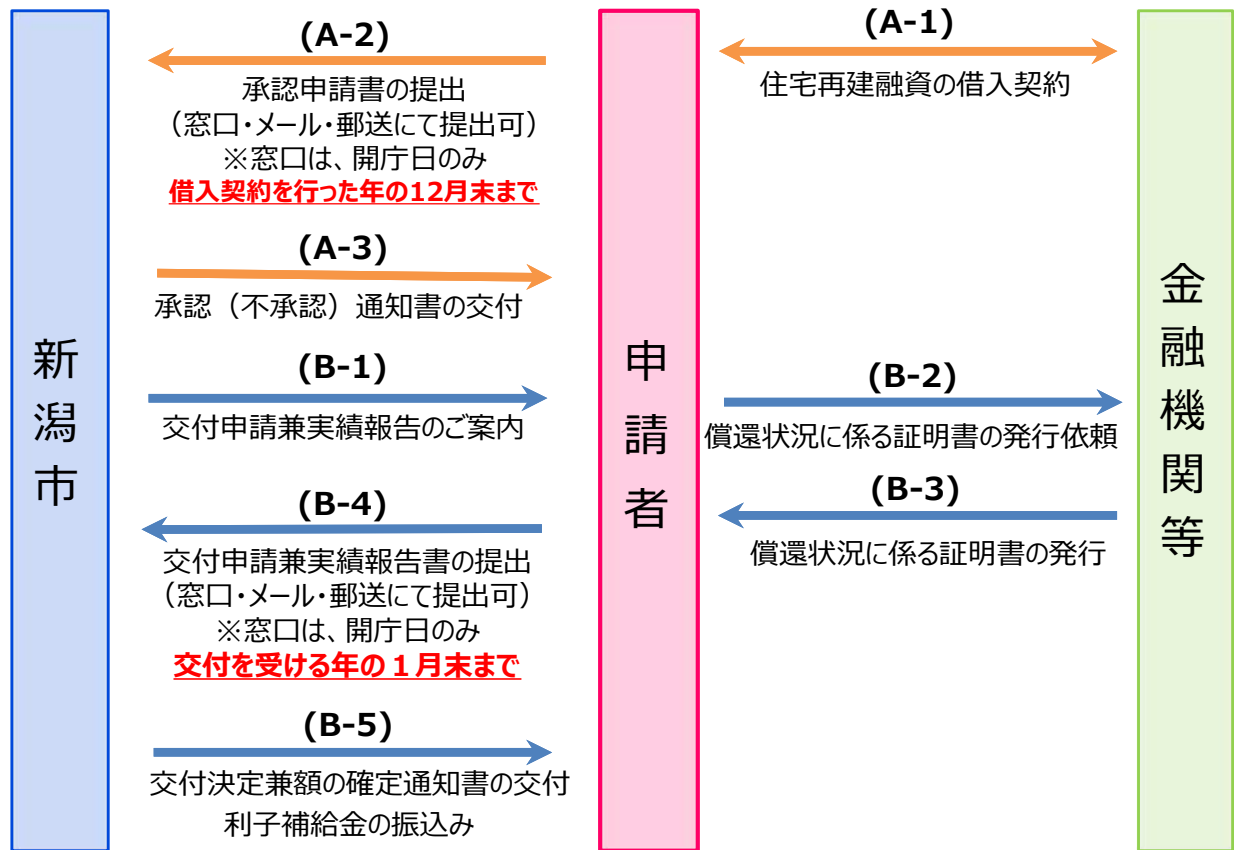 新潟市
申請者
金融機関等
(A-1)
住宅再建融資の借入契約
(A-2)
承認申請書の提出
（窓口・メール・郵送にて提出可）
※窓口は、開庁日のみ
借入契約を行った年の12月末まで
(A-3)
承認（不承認）通知書の交付
(B-1)
交付申請兼実績報告のご案内
(B-2)
償還状況に係る証明書の発行依頼
(B-3)
償還状況に係る証明書の発行
(B-4)
交付申請兼実績報告書の提出
（窓口・メール・郵送にて提出可）
※窓口は、開庁日のみ
交付を受ける年の１月末まで
(B-5)
交付決定兼額の確定通知書の交付
利子補給金の振込み